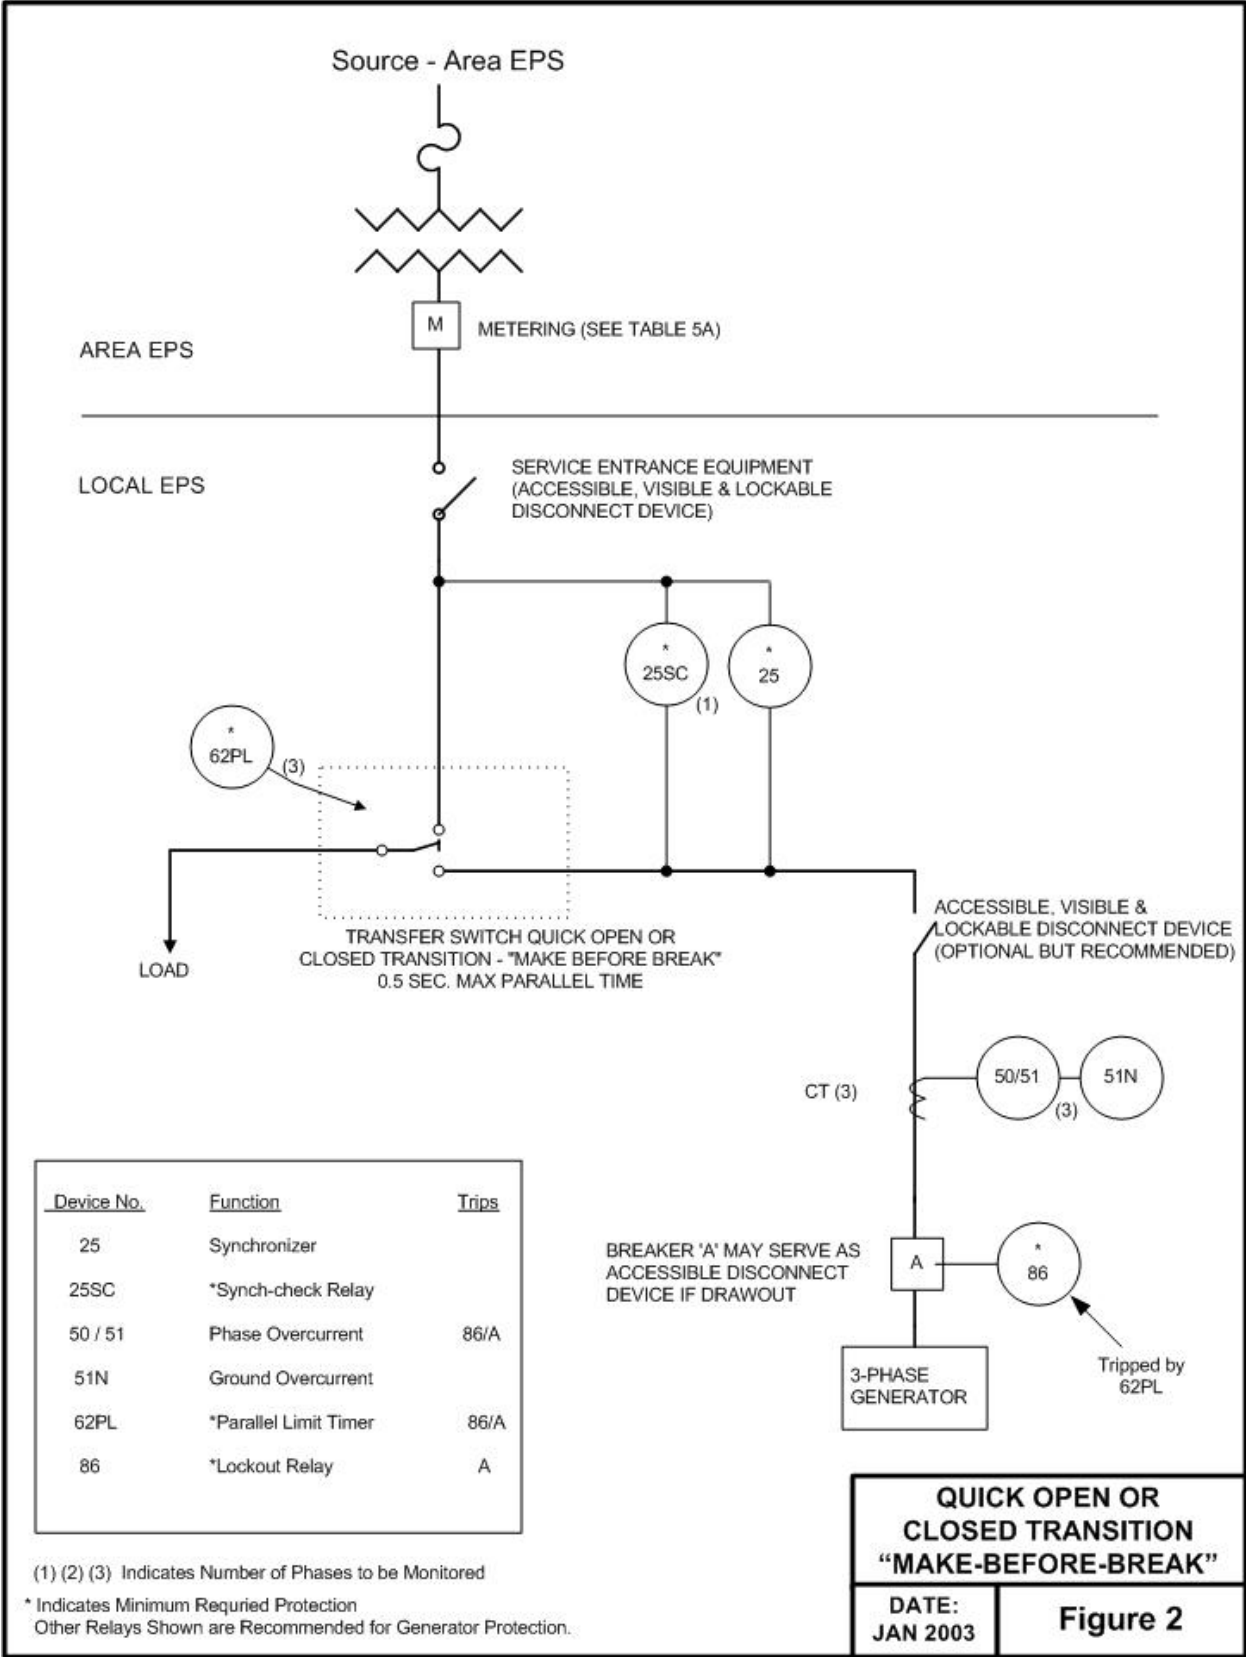 Source - Area EPS
M
METERING (SEE TABLE 5A)
AREA EPS
LOCAL EPS
SERVICE ENTRANCE EQUIPMENT
(ACCESSIBLE, VISIBLE & LOCKABLE
DISCONNECT DEVICE)
*
25SC
(1)
*
25
*
62PL
(3)
LOAD
TRANSFER SWITCH QUICK OPEN OR
CLOSED TRANSITION - "MAKE BEFORE BREAK"
0.5 SEC. MAX PARALLEL TIME
ACCESSIBLE, VISIBLE &
LOCKABLE DISCONNECT DEVICE
(OPTIONAL BUT RECOMMENDED)
CT (3)
50/51
(3)
51N
BREAKER 'A' MAY SERVE AS
ACCESSIBLE DISCONNECT
DEVICE IF DRAWOUT
A
*
86
Tripped by
62PL
3-PHASE
GENERATOR
Device No. Function Trips
25 Synchronizer
25SC *Synch-check Relay
50 / 51 Phase Overcurrent 86/A
51N Ground Overcurrent
62PL *Parallel Limit Timer 86/A
86 *Lockout Relay A
(1) (2) (3) Indicates Number of Phases to be Monitored
* Indicates Minimum Requried Protection
Other Relays Shown are Recommended for Generator Protection.
QUICK OPEN OR
CLOSED TRANSITION
“MAKE-BEFORE-BREAK”
DATE:
JAN 2003
Figure 2